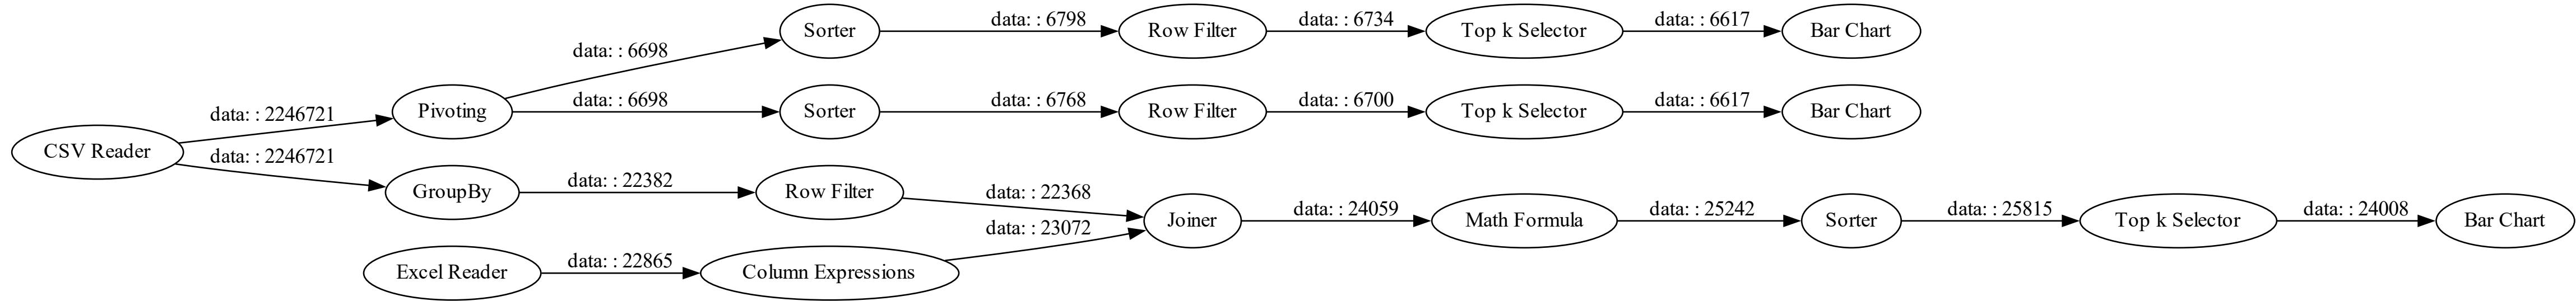 Sorter
data: : 6798
Row Filter
data: : 6734
Top k Selector
data: : 6617
Bar Chart
data: : 6698
Pivoting
data: : 6698
Sorter
data: : 6768
Row Filter
data: : 6700
Top k Selector
data: : 6617
Bar Chart
data: : 2246721
CSV Reader
data: : 2246721
GroupBy
data: : 22382
Row Filter
data: : 22368
Joiner
data: : 24059
Math Formula
data: : 25242
Sorter
data: : 25815
Top k Selector
data: : 24008
Bar Chart
data: : 23072
Excel Reader
data: : 22865
Column Expressions